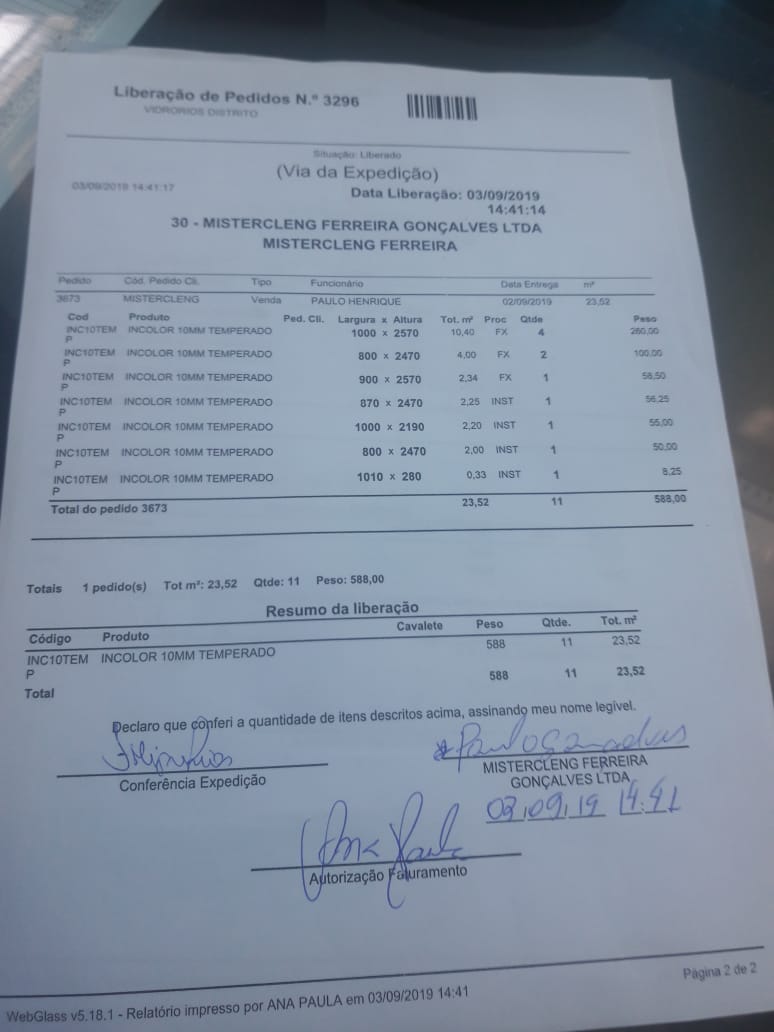 Liberação de Pedidos N.º 3296
VIDRORIOS DISTRITO
Situação: Liberado
(Via da Expedição)
03/09/2019 14:41:17
Data Liberação: 03/09/2019
14:41:14
30 - MISTERCLENG FERREIRA GONÇALVES LTDA
MISTERCLENG FERREIRA
Pedido Cód. Pedido Cli. Tipo Funcionário Data Entrega m²
3673 MISTERCLENG Venda PAULO HENRIQUE 02/09/2019 23,52
Cod Produto Ped. Cli. Largura x Altura Tot. m² Proc Qtde Peso
INC10TEM INCOLOR 10MM TEMPERADO 1000 x 2570 10,40 FX 4 260,00
P
INC10TEM INCOLOR 10MM TEMPERADO 800 x 2470 4,00 FX 2 100,00
P
INC10TEM INCOLOR 10MM TEMPERADO 900 x 2570 2,34 FX 1 58,50
P
INC10TEM INCOLOR 10MM TEMPERADO 870 x 2470 2,25 INST 1 56,25
P
INC10TEM INCOLOR 10MM TEMPERADO 1000 x 2190 2,20 INST 1 55,00
P
INC10TEM INCOLOR 10MM TEMPERADO 800 x 2470 2,00 INST 1 50,00
P
INC10TEM INCOLOR 10MM TEMPERADO 1010 x 280 0,33 INST 1 8,25
P
Total do pedido 3673 23,52 11 588,00
Totais 1 pedido(s) Tot m²: 23,52 Qtde: 11 Peso: 588,00
Resumo da liberação
Código Produto Cavalete Peso Qtde. Tot. m²
INC10TEM INCOLOR 10MM TEMPERADO 588 11 23,52
P
Total 588 11 23,52
Declaro que conferi a quantidade de itens descritos acima, assinando meu nome legível.
Paulo Gonçalves
Conferência Expedição
MISTERCLENG FERREIRA
GONÇALVES LTDA
03/09/19 14:41
Ana Paula
Autorização Faturamento
Página 2 de 2
WebGlass v5.18.1 - Relatório impresso por ANA PAULA em 03/09/2019 14:41